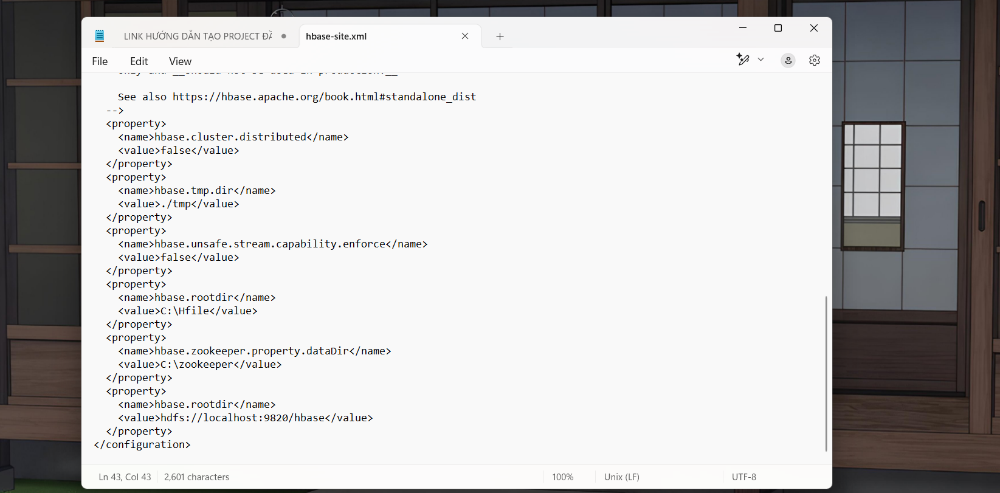 LINK HƯỚNG DẪN TẠO PROJECT
hbase-site.xml
File Edit View
See also https://hbase.apache.org/book.html#standalone_dist
-->
<property>
<name>hbase.cluster.distributed</name>
<value>false</value>
</property>
<property>
<name>hbase.tmp.dir</name>
<value>./tmp</value>
</property>
<property>
<name>hbase.unsafe.stream.capability.enforce</name>
<value>false</value>
</property>
<property>
<name>hbase.rootdir</name>
<value>C:\Hfile</value>
</property>
<property>
<name>hbase.zookeeper.property.dataDir</name>
<value>C:\zookeeper</value>
</property>
<property>
<name>hbase.rootdir</name>
<value>hdfs://localhost:9820/hbase</value>
</property>
</configuration>
Ln 43, Col 43 2,601 characters 100% Unix (LF) UTF-8